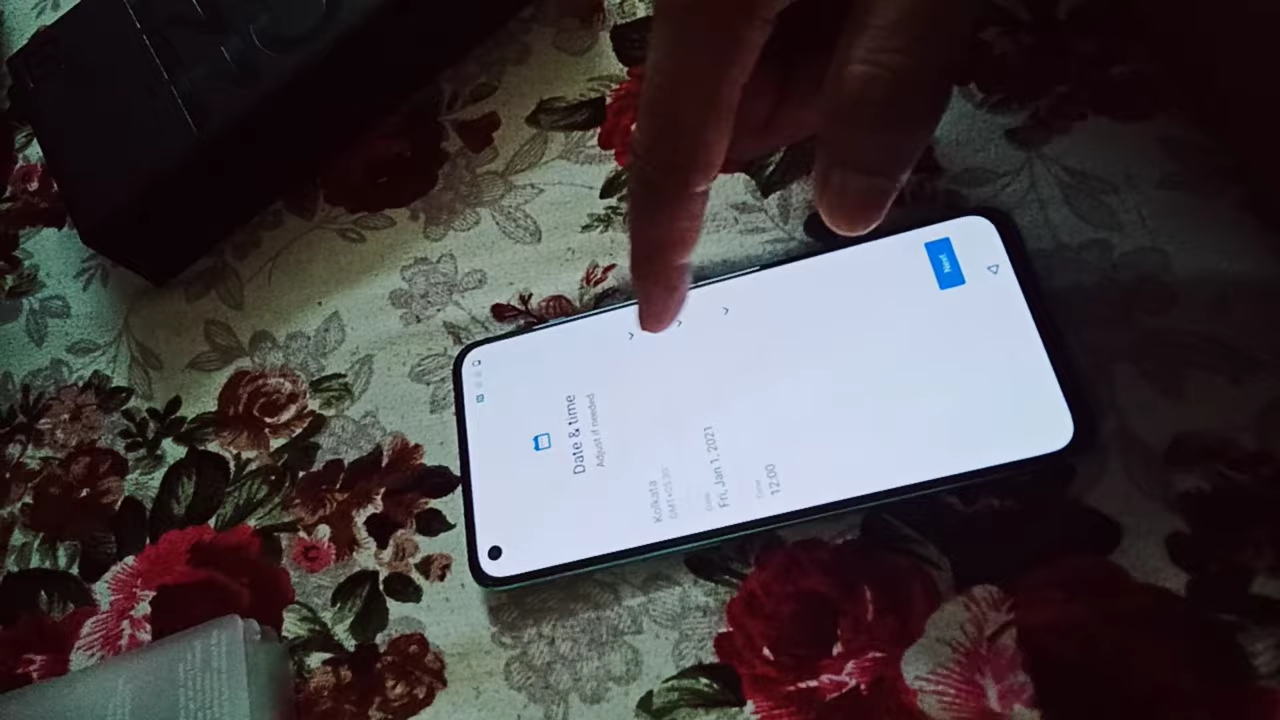 Date & time
Adjust if needed
Kolkata
GMT+05:30
Date
Fri, Jan 1, 2021
Time
12:00
Next